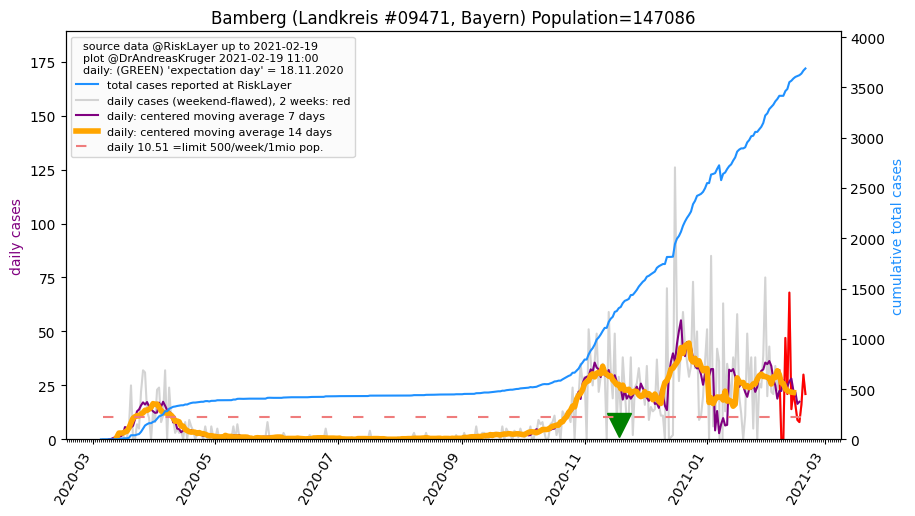 Bamberg (Landkreis #09471, Bayern) Population=147086
source data @RiskLayer up to 2021-02-19
plot @DrAndreasKruger 2021-02-19 11:00
daily: (GREEN) 'expectation day' = 18.11.2020
total cases reported at RiskLayer
daily cases (weekend-flawed), 2 weeks: red
daily: centered moving average 7 days
daily: centered moving average 14 days
daily 10.51 =limit 500/week/1mio pop.
daily cases
175
150
125
100
75
50
25
0
cumulative total cases
4000
3500
3000
2500
2000
1500
1000
500
0
2020-03
2020-05
2020-07
2020-09
2020-11
2021-01
2021-03